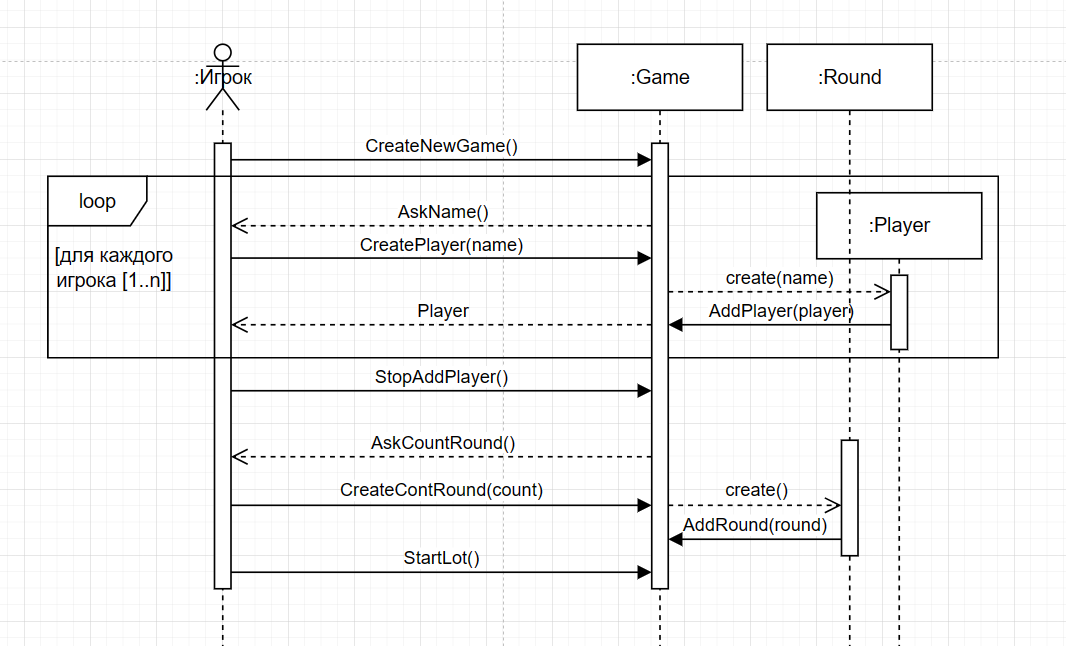 :Игрок
:Game
:Round
CreateNewGame()
loop
AskName()
:Player
[для каждого
игрока [1..n]]
CreatePlayer(name)
create(name)
Player
AddPlayer(player)
StopAddPlayer()
AskCountRound()
CreateContRound(count)
create()
AddRound(round)
StartLot()